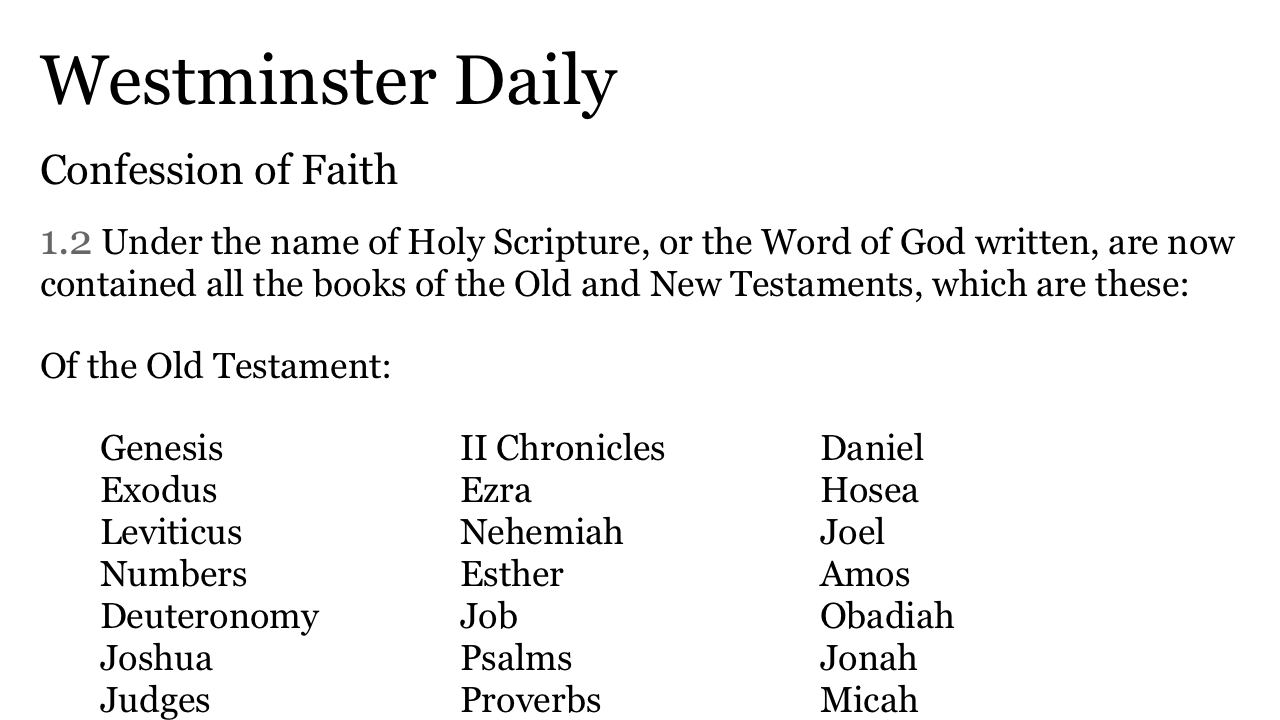 Westminster Daily
Confession of Faith
1.2 Under the name of Holy Scripture, or the Word of God written, are now
contained all the books of the Old and New Testaments, which are these:
Of the Old Testament:
Genesis
Exodus
Leviticus
Numbers
Deuteronomy
Joshua
Judges
II Chronicles
Ezra
Nehemiah
Esther
Job
Psalms
Proverbs
Daniel
Hosea
Joel
Amos
Obadiah
Jonah
Micah